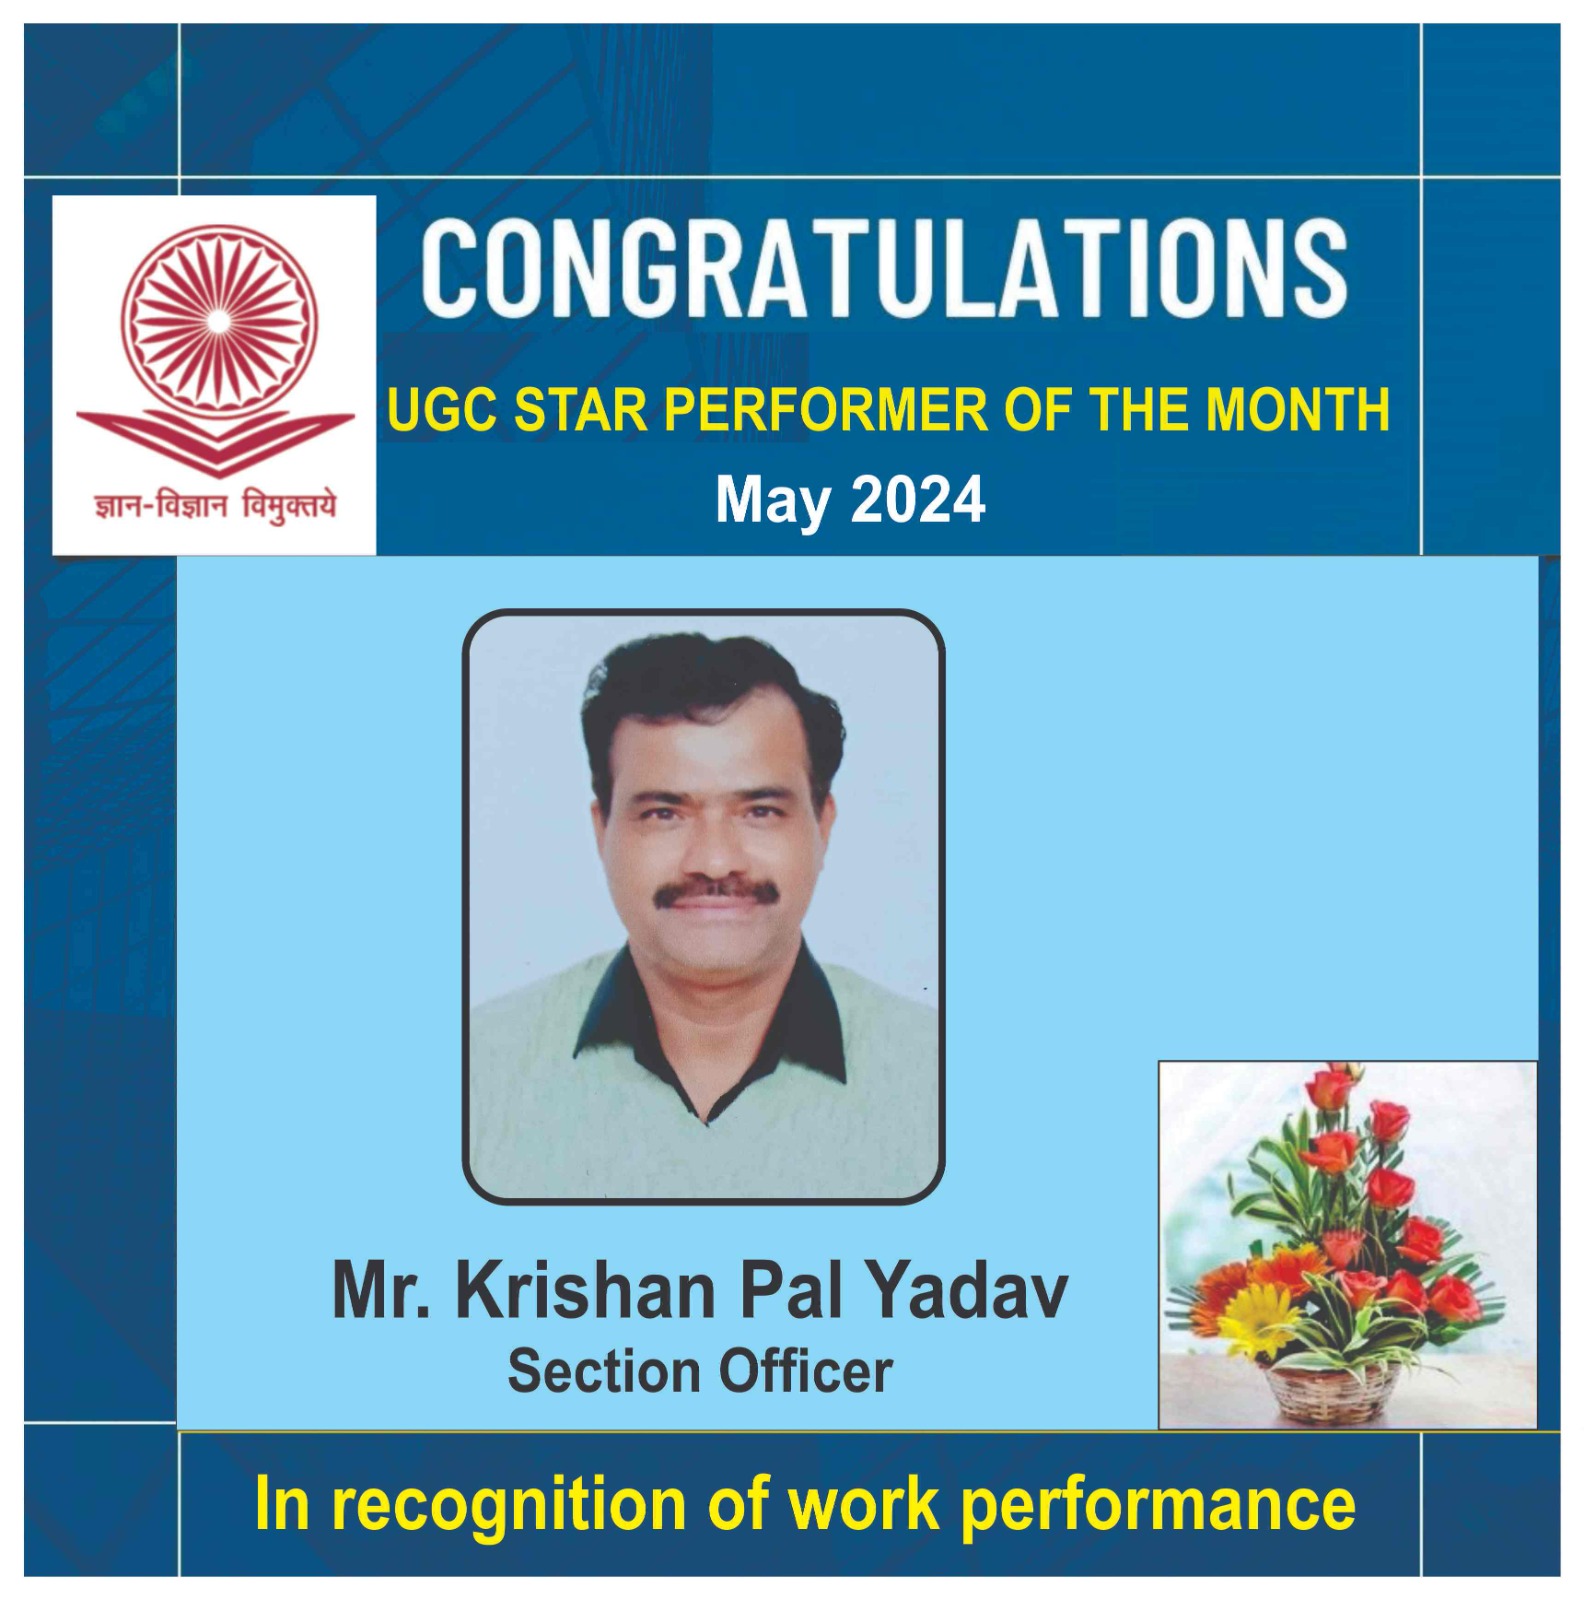 CONGRATULATIONS
UGC STAR PERFORMER OF THE MONTH
May 2024
ज्ञान-विज्ञान विमुक्तये
Mr. Krishan Pal Yadav
Section Officer
In recognition of work performance